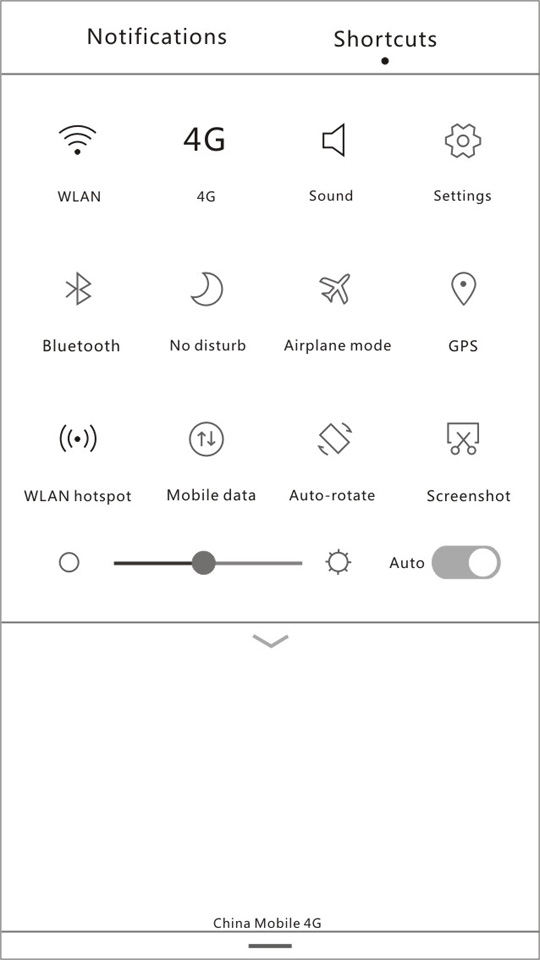 Notifications Shortcuts
4G
WLAN 4G Sound Settings
Bluetooth No disturb Airplane mode GPS
WLAN hotspot Mobile data Auto-rotate Screenshot
Auto
China Mobile 4G